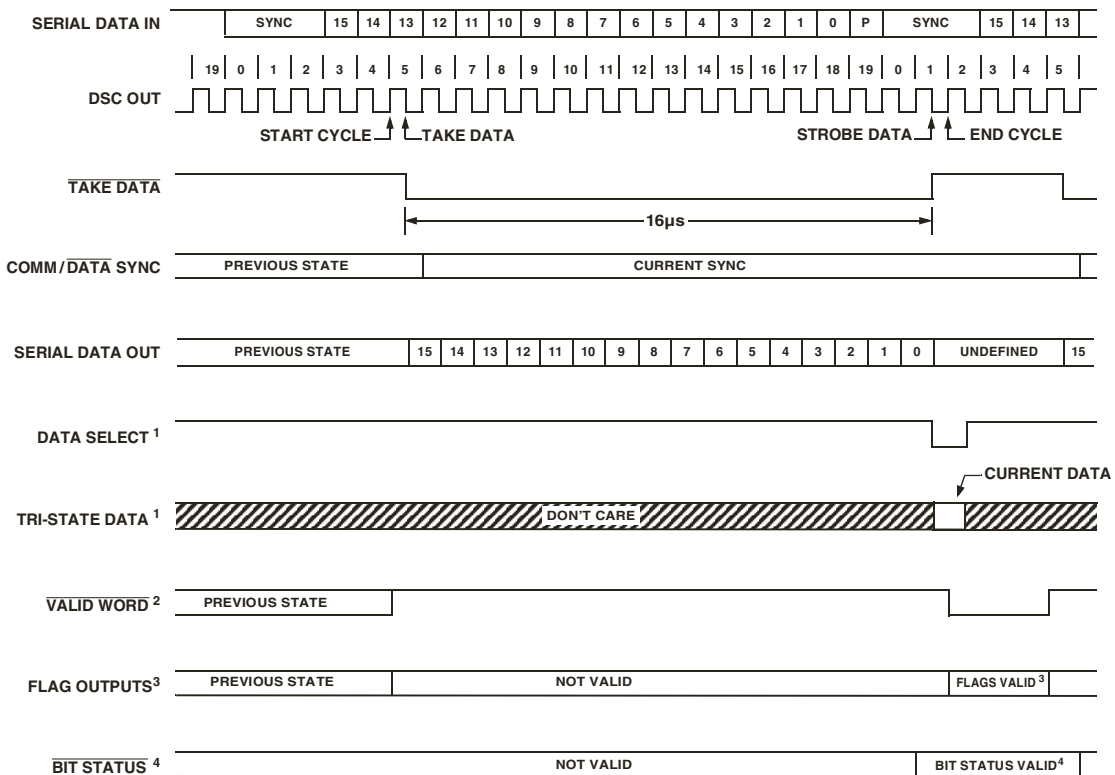 SERIAL DATA IN SYNC 15 14 13 12 11 10 9 8 7 6 5 4 3 2 1 0 P SYNC 15 14 13
19 0 1 2 3 4 5 6 7 8 9 10 11 12 13 14 15 16 17 18 19 0 1 2 3 4 5
DSC OUT
START CYCLE TAKE DATA STROBE DATA END CYCLE
TAKE DATA
16µs
COMM/DATA SYNC PREVIOUS STATE CURRENT SYNC
SERIAL DATA OUT PREVIOUS STATE 15 14 13 12 11 10 9 8 7 6 5 4 3 2 1 0 UNDEFINED 15
DATA SELECT 1
CURRENT DATA
TRI-STATE DATA 1 DON'T CARE
VALID WORD 2 PREVIOUS STATE
FLAG OUTPUTS3 PREVIOUS STATE NOT VALID FLAGS VALID 3
BIT STATUS 4 NOT VALID BIT STATUS VALID4